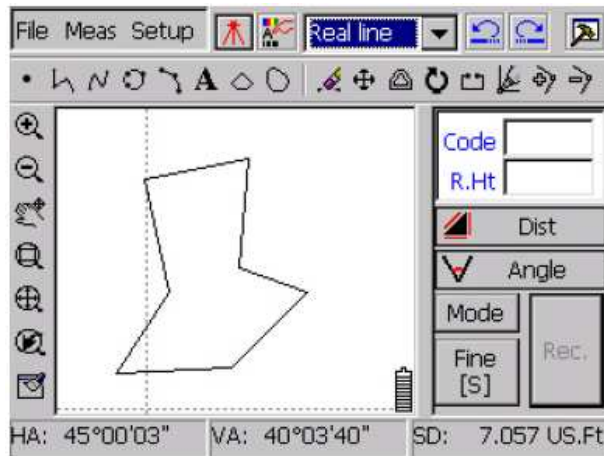 File Meas Setup Real line
A
Code
R.Ht
Dist
Angle
Mode
Fine
[S]
Rec.
HA: 45°00'03" VA: 40°03'40" SD: 7.057 US.Ft